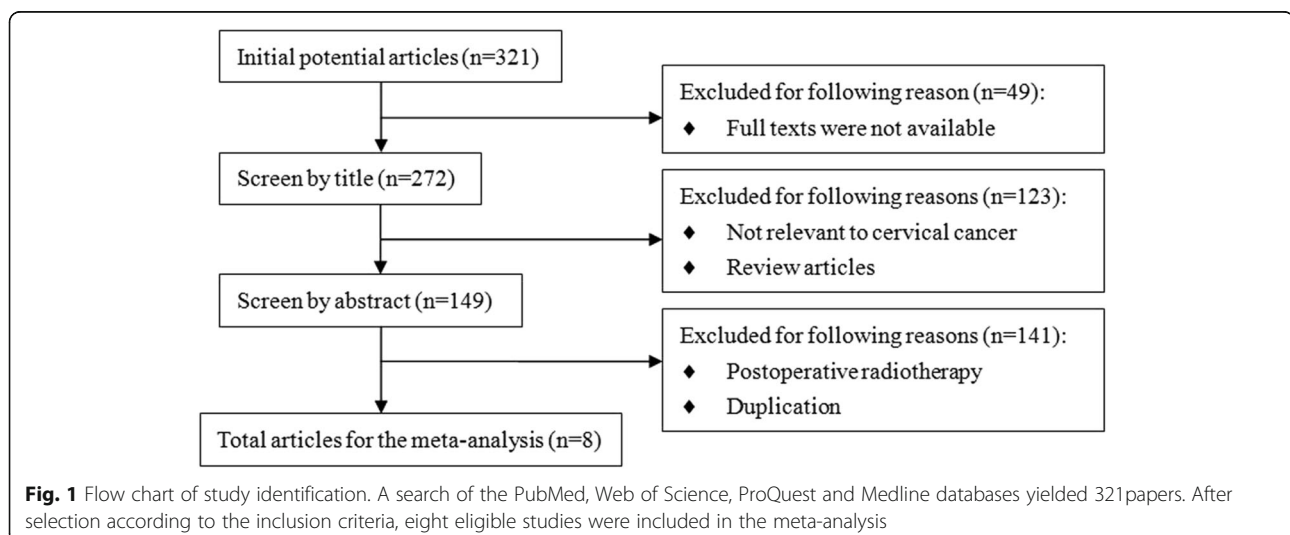 Initial potential articles (n=321)
Excluded for following reason (n=49):
♦ Full texts were not available
Screen by title (n=272)
Excluded for following reasons (n=123):
♦ Not relevant to cervical cancer
♦ Review articles
Screen by abstract (n=149)
Excluded for following reasons (n=141):
♦ Postoperative radiotherapy
♦ Duplication
Total articles for the meta-analysis (n=8)
Fig. 1 Flow chart of study identification. A search of the PubMed, Web of Science, ProQuest and Medline databases yielded 321papers. After
selection according to the inclusion criteria, eight eligible studies were included in the meta-analysis